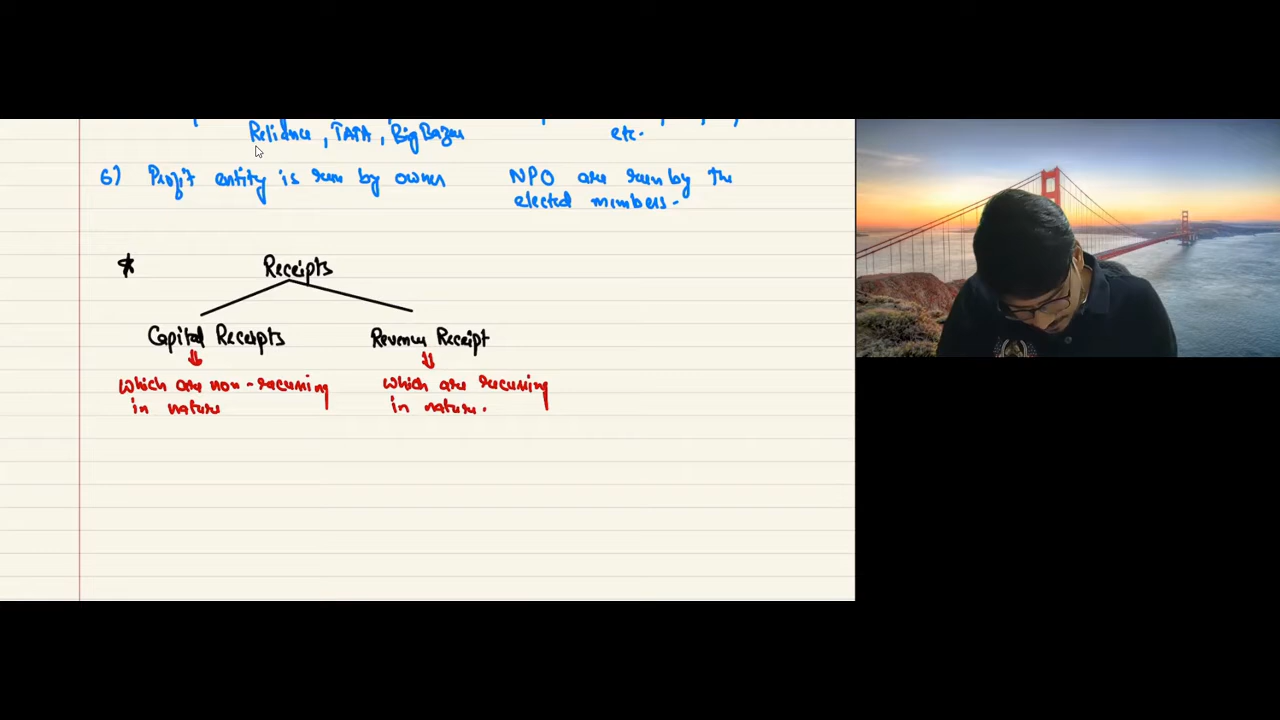 Reliance, TATA, Big Bazar
etc.
6) Profit entity is run by owner
NPO are run by the
elected members.
* Receipts
Capital Receipts
Revenue Receipt
which are non-recurring
in nature
which are recurring
in nature.